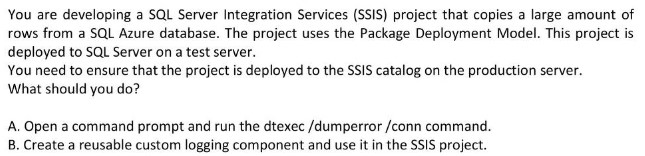 You are developing a SQL Server Integration Services (SSIS) project that copies a large amount of
rows from a SQL Azure database. The project uses the Package Deployment Model. This project is
deployed to SQL Server on a test server.
You need to ensure that the project is deployed to the SSIS catalog on the production server.
What should you do?
A. Open a command prompt and run the dtexec /dumperror /conn command.
B. Create a reusable custom logging component and use it in the SSIS project.